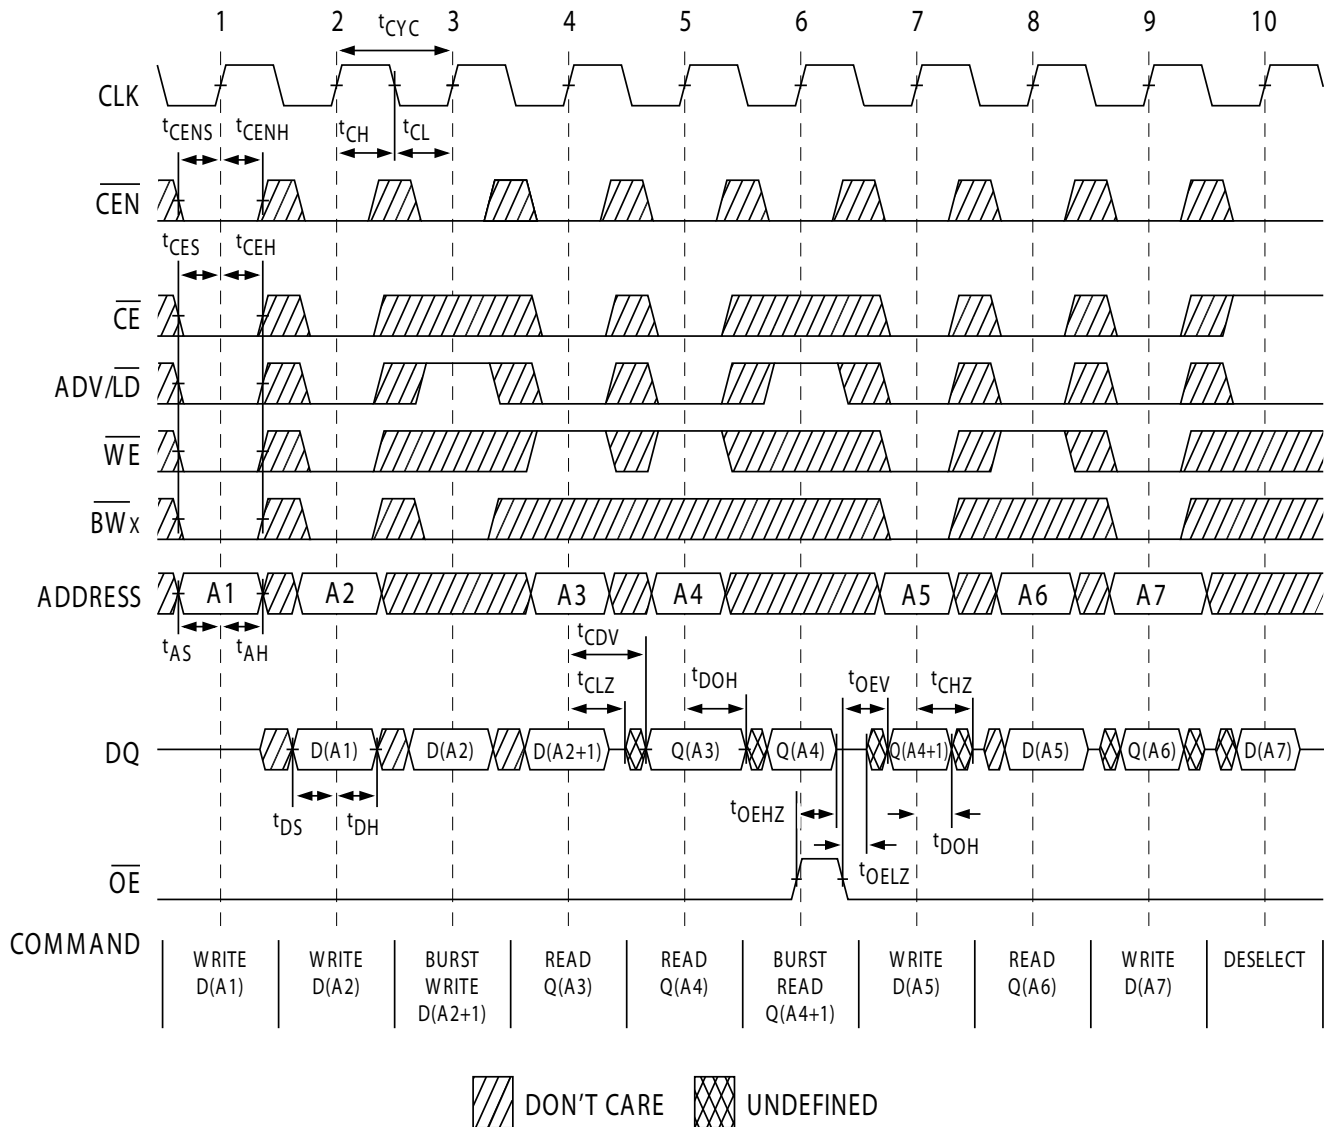 1 2 3 4 5 6 7 8 9 10
tCYC
CLK
tCENS tCENH tCH tCL
CEN
tCES tCEH
CE
ADV/LD
WE
BWx
ADDRESS A1 A2 A3 A4 A5 A6 A7
tAS tAH tCDV
tCLZ tDOH tOEV tCHZ
DQ D(A1) D(A2) D(A2+1) Q(A3) Q(A4) Q(A4+1) D(A5) Q(A6) D(A7)
tDS tDH tOEHZ tDOH
tOELZ
OE
COMMAND
WRITE WRITE BURST READ READ BURST WRITE READ WRITE DESELECT
D(A1) D(A2) WRITE Q(A3) Q(A4) READ D(A5) Q(A6) D(A7)
D(A2+1) Q(A4+1)
DON'T CARE UNDEFINED